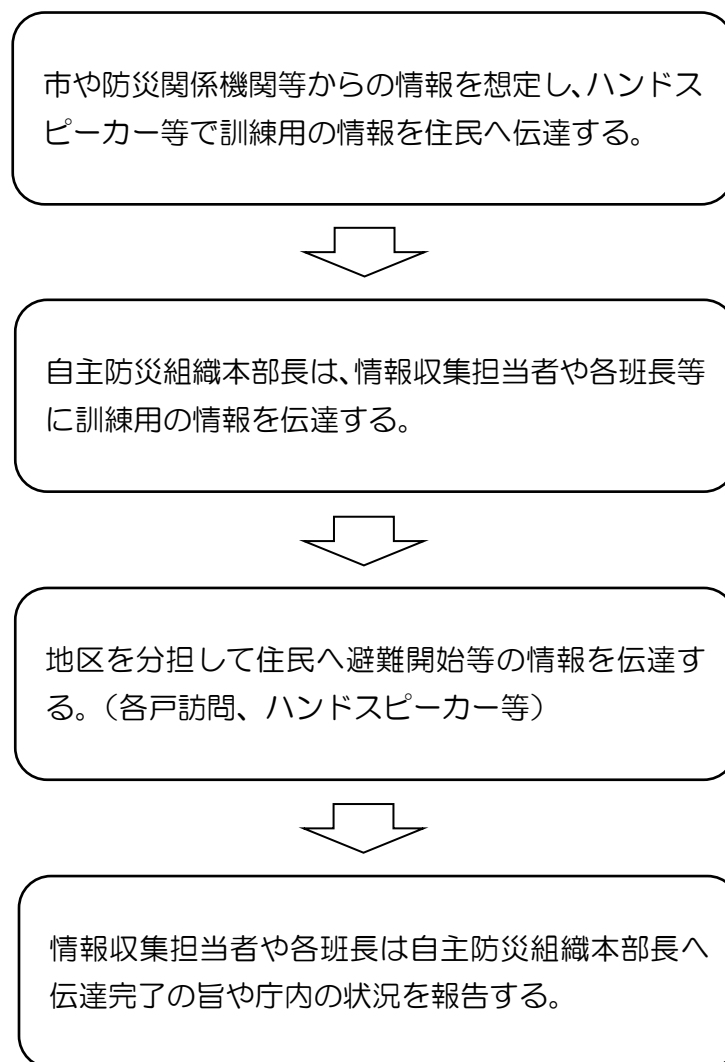 市や防災関係機関等からの情報を想定し、ハンドス
ピーカー等で訓練用の情報を住民へ伝達する。
自主防災組織本部長は、情報収集担当者や各班長等
に訓練用の情報を伝達する。
地区を分担して住民へ避難開始等の情報を伝達す
る。（各戸訪問、ハンドスピーカー等）
情報収集担当者や各班長は自主防災組織本部長へ
伝達完了の旨や庁内の状況を報告する。